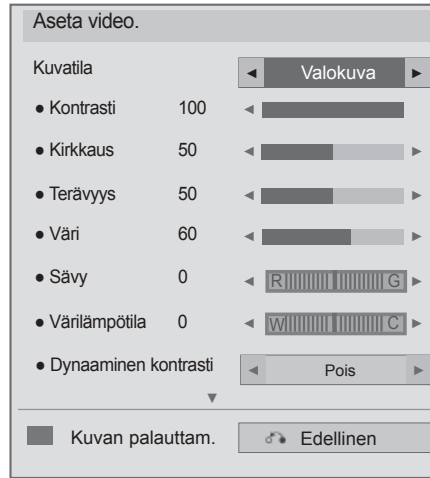 Aseta video.
Kuvatila ◄ Valokuva ►
● Kontrasti 100 ◄
● Kirkkaus 50 ◄ ►
● Terävyys 50 ◄ ►
● Väri 60 ◄ ►
● Sävy 0 ◄ R G ►
● Värilämpötila 0 ◄ W C ►
● Dynaaminen kontrasti ◄ Pois ►
▼
Kuvan palauttam. Edellinen